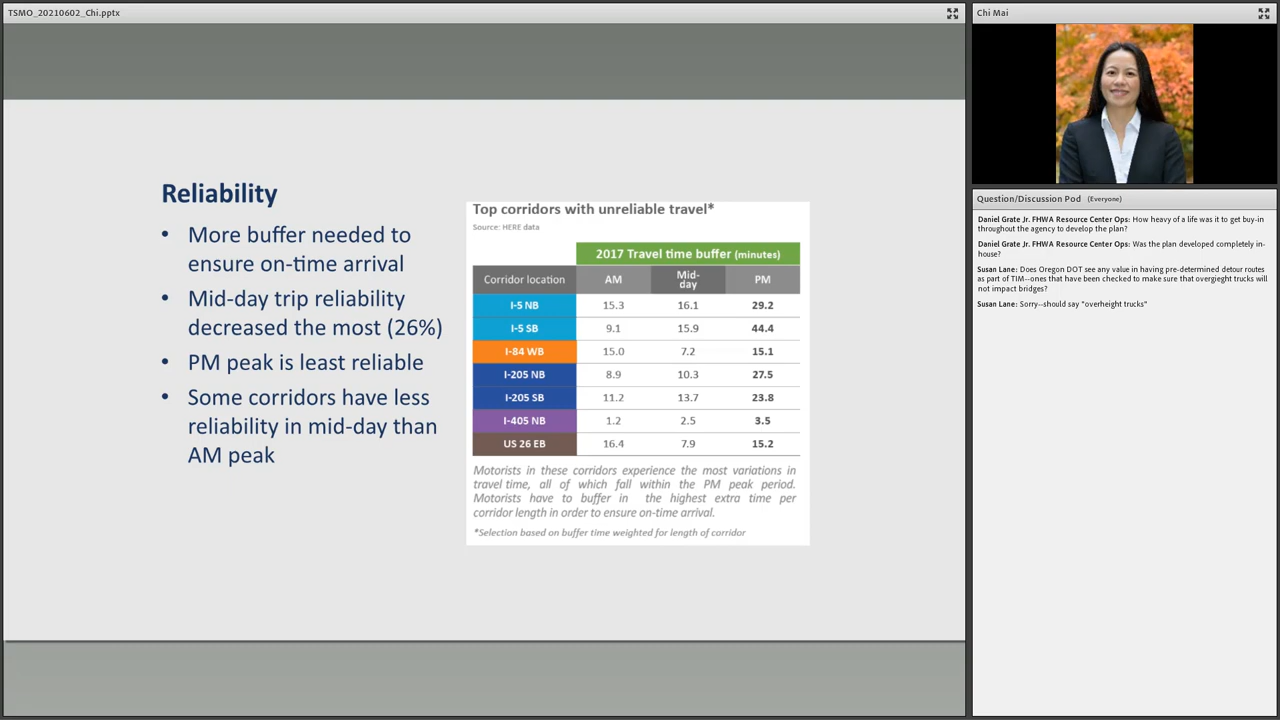 TSMO_20210602_Chi.pptx
Reliability
• More buffer needed to
ensure on-time arrival
• Mid-day trip reliability
decreased the most (26%)
• PM peak is least reliable
• Some corridors have less
reliability in mid-day than
AM peak
Top corridors with unreliable travel*
Source: HERE data
2017 Travel time buffer (minutes)
Corridor location AM Mid-day PM
I-5 NB 15.3 16.1 29.2
I-5 SB 9.1 15.9 44.4
I-84 WB 15.0 7.2 15.1
I-205 NB 8.9 10.3 27.5
I-205 SB 11.2 13.7 23.8
I-405 NB 1.2 2.5 3.5
US 26 EB 16.4 7.9 15.2
Motorists in these corridors experience the most variations in
travel time, all of which fall within the PM peak period.
Motorists have to buffer in the highest extra time per
corridor length in order to ensure on-time arrival.
*Selection based on buffer time weighted for length of corridor
Chi Mai
Question/Discussion Pod (Everyone)
Daniel Grate Jr. FHWA Resource Center Ops: How heavy of a life was it to get buy-in
throughout the agency to develop the plan?
Daniel Grate Jr. FHWA Resource Center Ops: Was the plan developed completely in-
house?
Susan Lane: Does Oregon DOT see any value in having pre-determined detour routes
as part of TIM--ones that have been checked to make sure that overgieght trucks will
not impact bridges?
Susan Lane: Sorry--should say "overheight trucks"